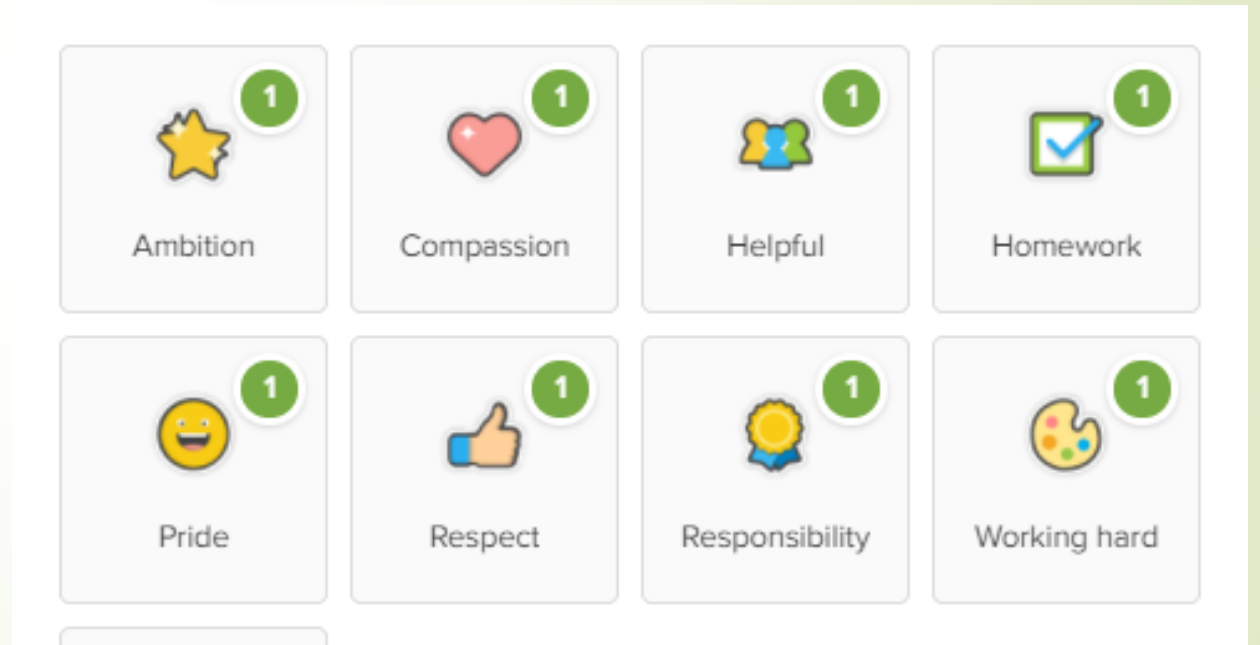 1 1 1 1
Ambition Compassion Helpful Homework
1 1 1 1
Pride Respect Responsibility Working hard